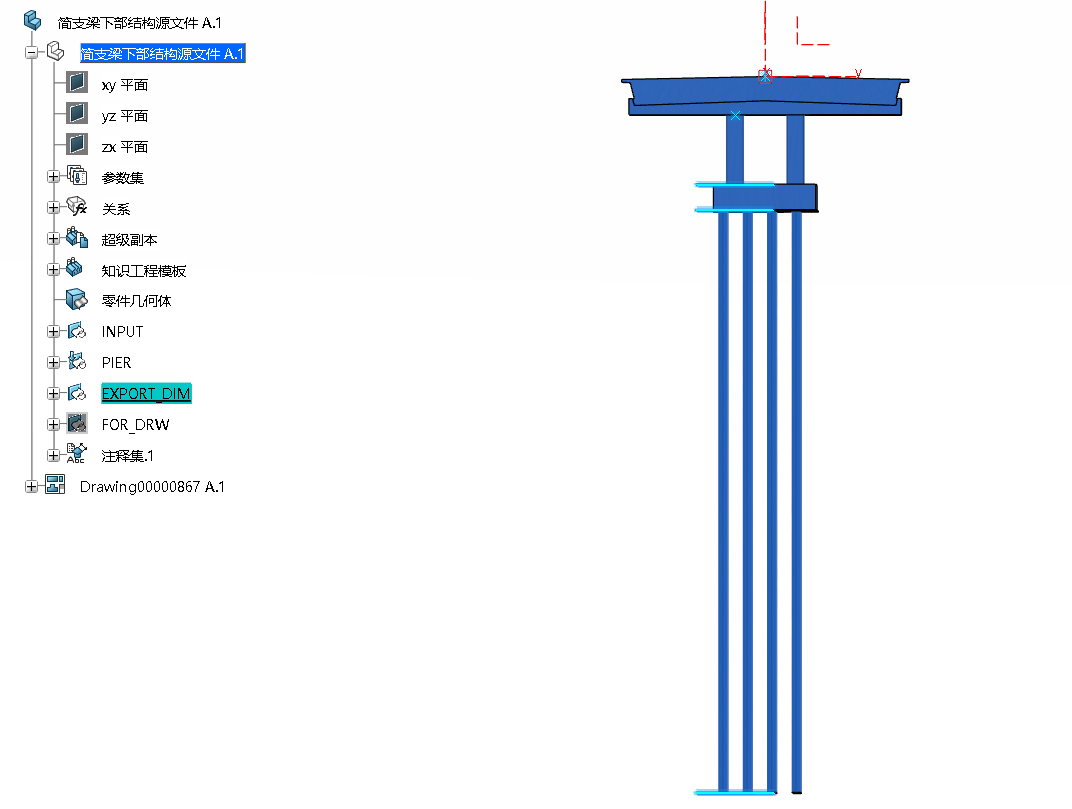 简支梁下部结构源文件 A.1
简支梁下部结构源文件 A.1
xy 平面
yz 平面
zx 平面
参数集
关系
超级副本
知识工程模板
零件几何体
INPUT
PIER
EXPORT_DIM
FOR_DRW
注释集.1
Drawing00000867 A.1